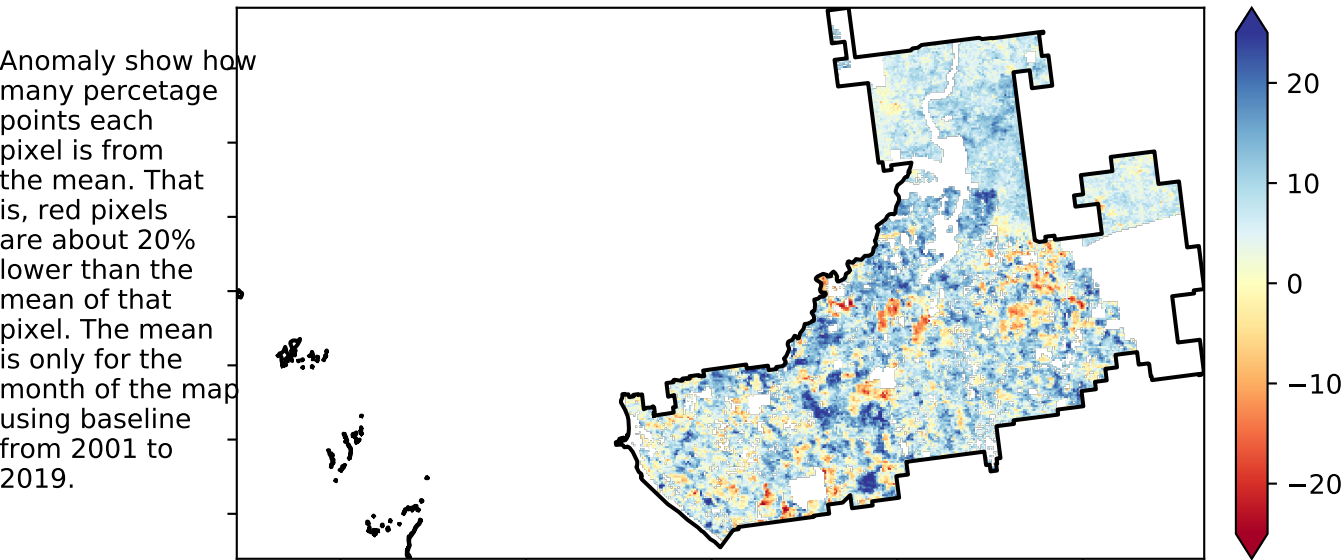 Anomaly show how
many percetage
points each
pixel is from
the mean. That
is, red pixels
are about 20%
lower than the
mean of that
pixel. The mean
is only for the
month of the map
using baseline
from 2001 to
2019.
20
10
0
−10
−20